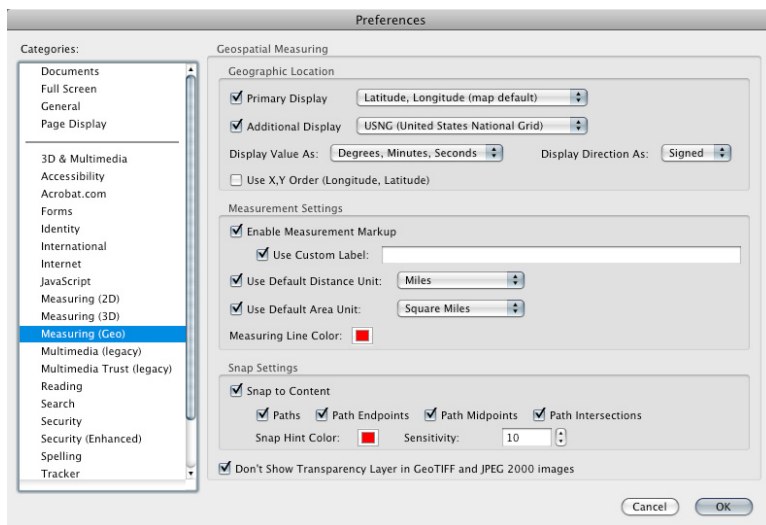 Preferences
Categories:
Documents
Full Screen
General
Page Display
3D & Multimedia
Accessibility
Acrobat.com
Forms
Identity
International
Internet
JavaScript
Measuring (2D)
Measuring (3D)
Measuring (Geo)
Multimedia (legacy)
Multimedia Trust (legacy)
Reading
Search
Security
Security (Enhanced)
Spelling
Tracker
Geospatial Measuring
Geographic Location
Primary Display Latitude, Longitude (map default)
Additional Display USNG (United States National Grid)
Display Value As: Degrees, Minutes, Seconds Display Direction As: Signed
Use X,Y Order (Longitude, Latitude)
Measurement Settings
Enable Measurement Markup
Use Custom Label:
Use Default Distance Unit: Miles
Use Default Area Unit: Square Miles
Measuring Line Color:
Snap Settings
Snap to Content
Paths Path Endpoints Path Midpoints Path Intersections
Snap Hint Color: Sensitivity: 10
Don't Show Transparency Layer in GeoTIFF and JPEG 2000 images
Cancel OK